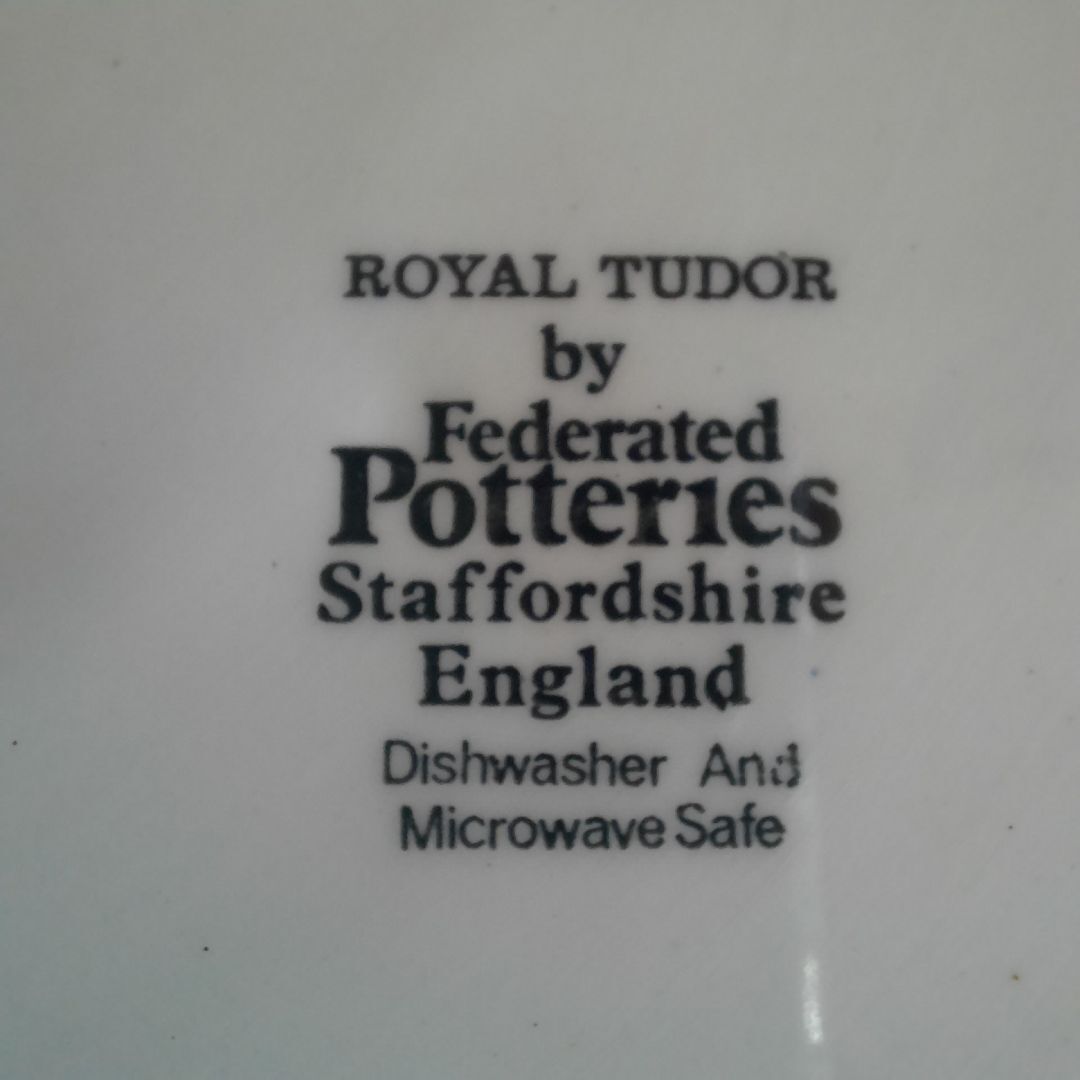 ROYAL TUDOR
by
Federated
Potteries
Staffordshire
England
Dishwasher And
Microwave Safe